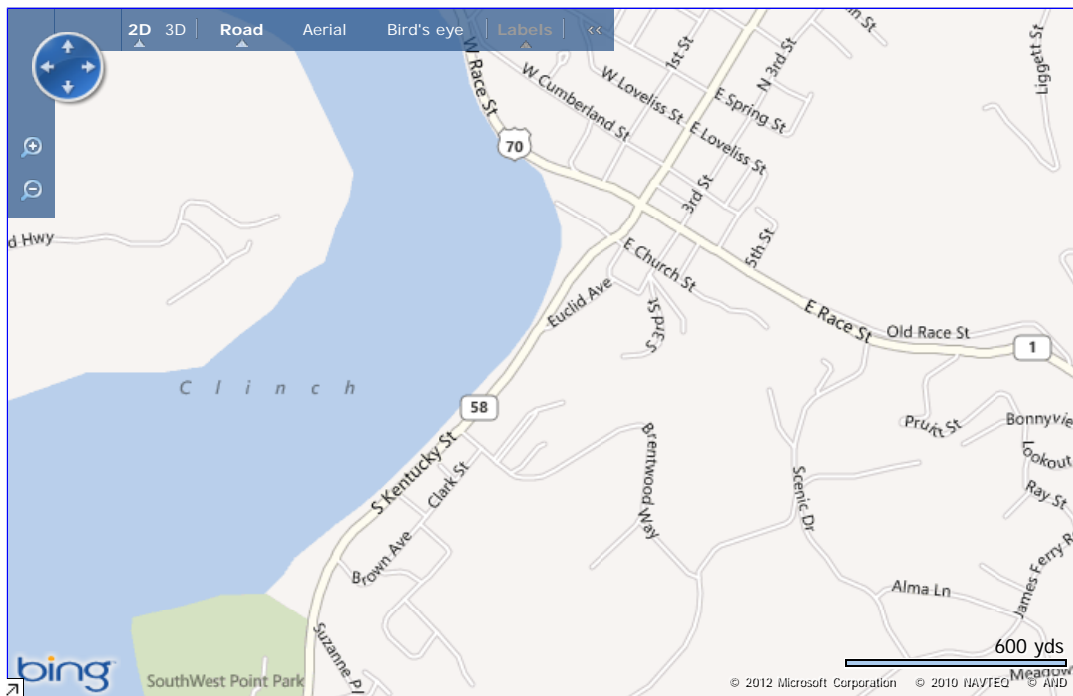 2D 3D Road Aerial Bird's eye Labels <<
Liggett St
1st St
N 3rd St
W Race St
W Cumberland St
W Loveliss St
E Spring St
E Loveliss St
70
3rd St
d Hwy
5th St
E Church St
Euclid Ave
S 3rd St
E Race St
Old Race St
1
Clinch
58
Pruitt St
Bonnyvie
Lookout
Brentwood Way
S Kentucky St
Clark St
Scenic Dr
Ray St
Brown Ave
James Ferry R
Alma Ln
Suzanne Pl
600 yds
bing
SouthWest Point Park
Meadow
© 2012 Microsoft Corporation © 2010 NAVTEQ © AND